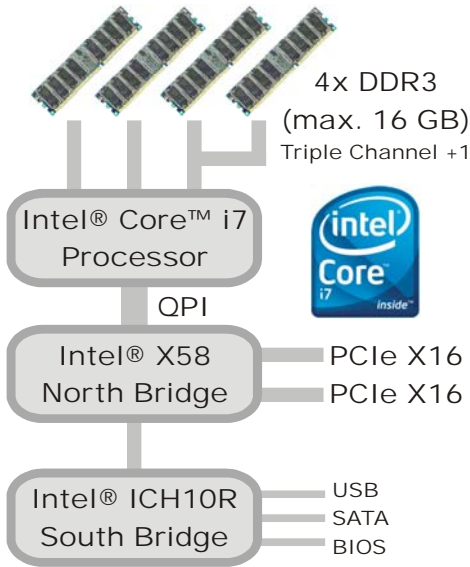 4x DDR3
(max. 16 GB)
Triple Channel +1
Intel® Core™ i7
Processor
intel
Core™
i7
inside™
QPI
Intel® X58
North Bridge
PCIe X16
PCIe X16
Intel® ICH10R
South Bridge
USB
SATA
BIOS